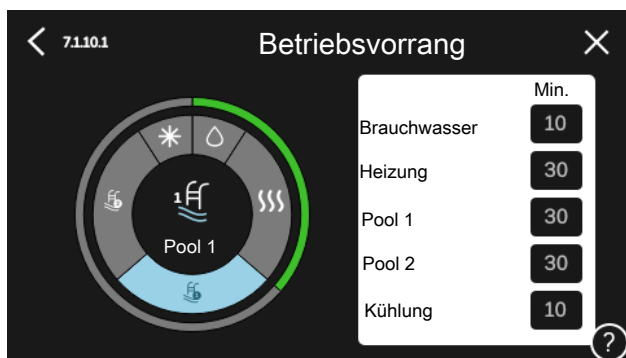 7.1.10.1
Betriebsvorrang
Min.
Brauchwasser 10
Heizung 30
Pool 1 30
Pool 2 30
Kühlung 10
1
Pool 1
?